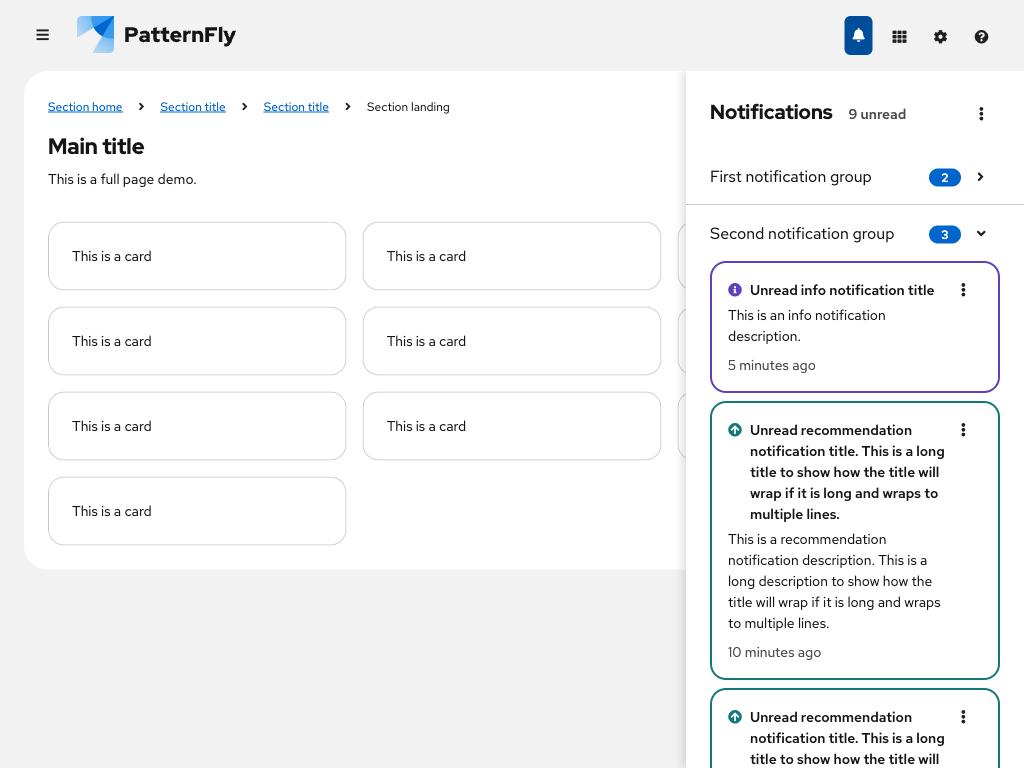 PatternFly
Section home
Section title
Section title
Section landing
Main title
This is a full page demo.
This is a card
This is a card
This is a card
This is a card
This is a card
This is a card
This is a card
Notifications
9 unread
First notification group
2
Second notification group
3
Unread info notification title
This is an info notification
description.
5 minutes ago
Unread recommendation
notification title. This is a long
title to show how the title will
wrap if it is long and wraps to
multiple lines.
This is a recommendation
notification description. This is a
long description to show how the
title will wrap if it is long and wraps
to multiple lines.
10 minutes ago
Unread recommendation
notification title. This is a long
title to show how the title will